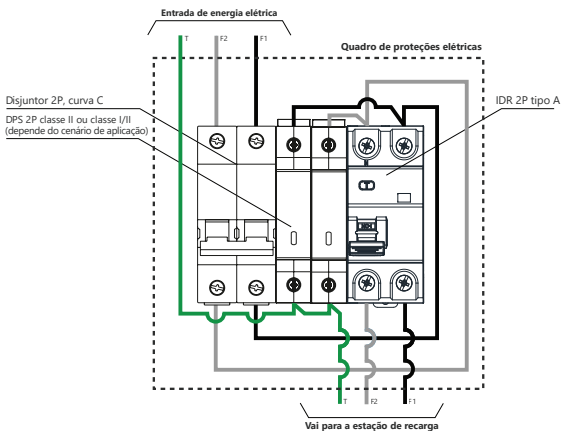 Entrada de energia elétrica
T F2 F1
Quadro de proteções elétricas
Disjuntor 2P, curva C
DPS 2P classe II ou classe I/II
(depende do cenário de aplicação)
IDR 2P tipo A
T F2 F1
Vai para a estação de recarga